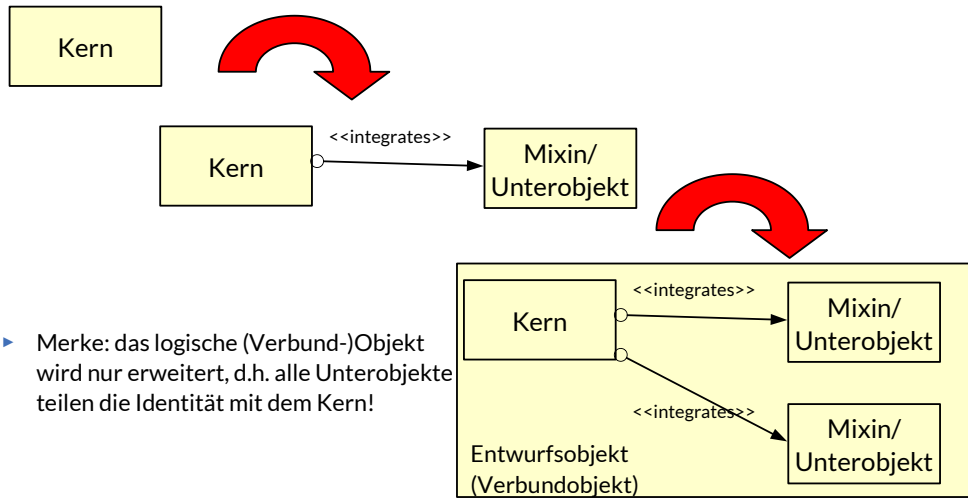 Kern
<<integrates>>
Kern
Mixin/
Unterobjekt
<<integrates>>
Kern
Mixin/
Unterobjekt
▸ Merke: das logische (Verbund-)Objekt
wird nur erweitert, d.h. alle Unterobjekte
teilen die Identität mit dem Kern!
<<integrates>>
Mixin/
Unterobjekt
Entwurfsobjekt
(Verbundobjekt)